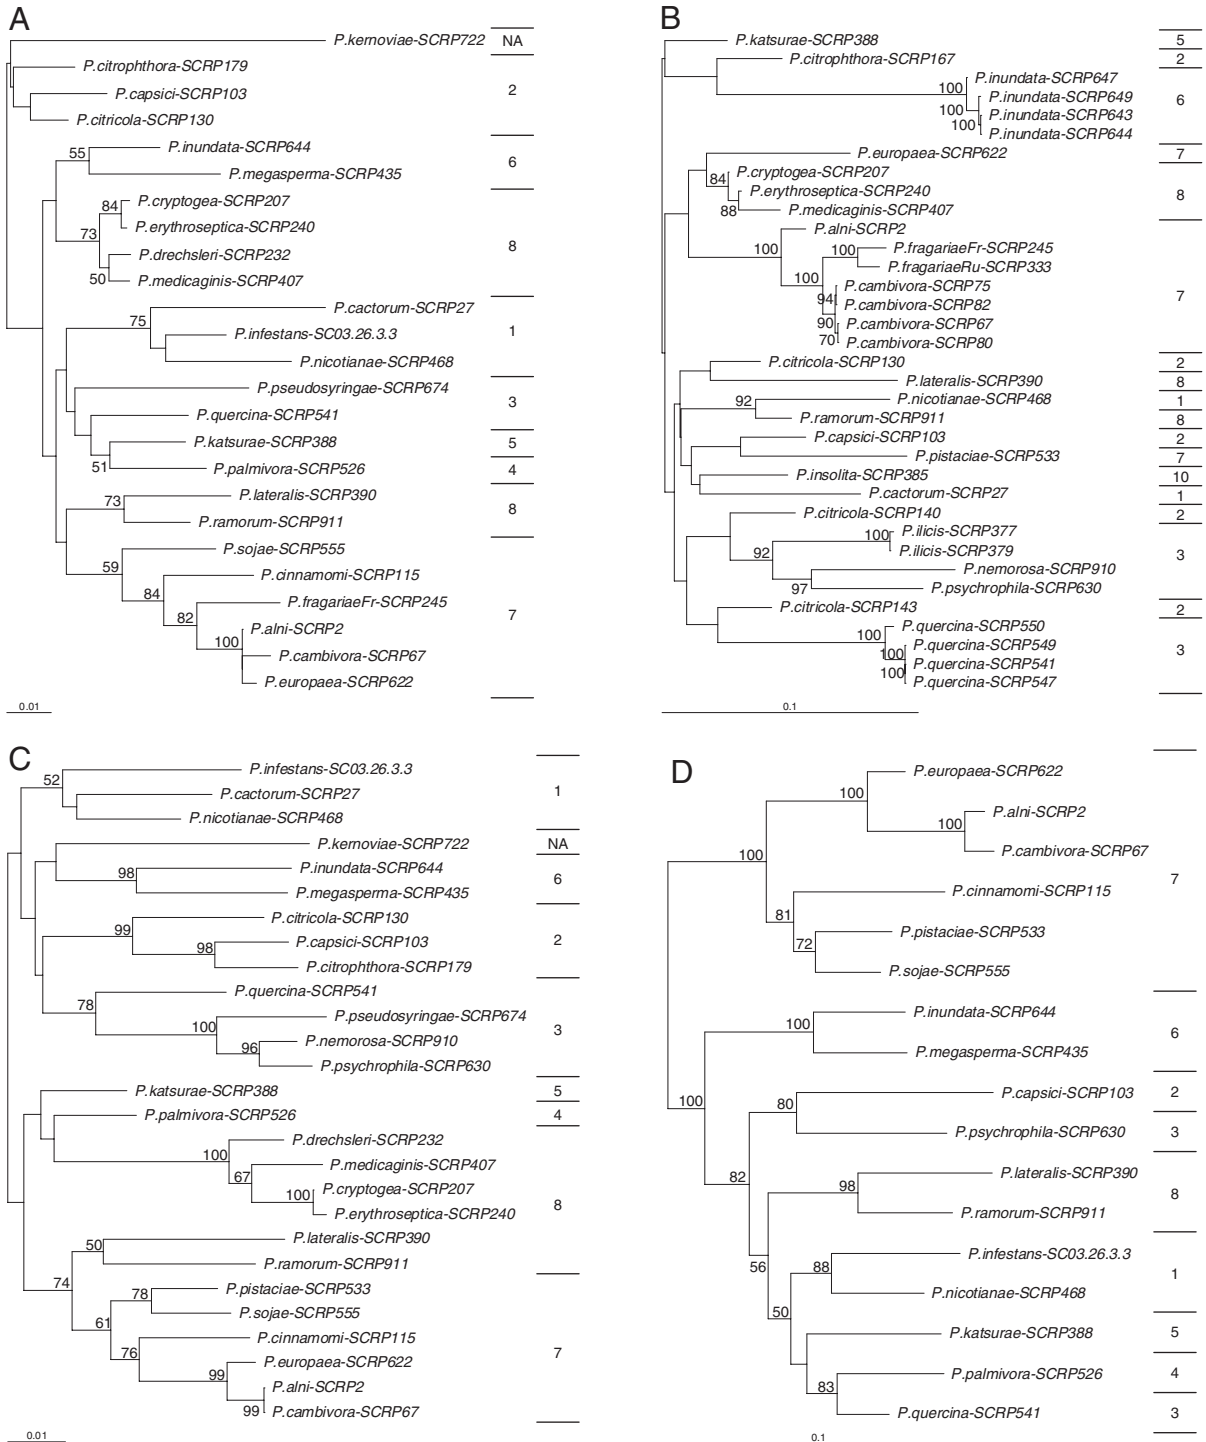 A
P.kernoviae-SCRP722 NA
P.citrophthora-SCRP179
P.capsici-SCRP103 2
P.citricola-SCRP130
P.inundata-SCRP644
55
6
P.megasperma-SCRP435
P.cryptogea-SCRP207
84
P.erythroseptica-SCRP240
73
8
P.drechsleri-SCRP232
50
P.medicaginis-SCRP407
P.cactorum-SCRP27
75
P.infestans-SC03.26.3.3 1
P.nicotianae-SCRP468
P.pseudosyringae-SCRP674
3
P.quercina-SCRP541
P.katsurae-SCRP388 5
51
P.palmivora-SCRP526 4
P.lateralis-SCRP390
73
8
P.ramorum-SCRP911
P.sojae-SCRP555
59
P.cinnamomi-SCRP115
84
P.fragariaeFr-SCRP245
82
7
P.alni-SCRP2
100
P.cambivora-SCRP67
P.europaea-SCRP622
0.01
B
P.katsurae-SCRP388 5
P.citrophthora-SCRP167 2
P.inundata-SCRP647
100
P.inundata-SCRP649
6
100
P.inundata-SCRP643
100
P.inundata-SCRP644
P.europaea-SCRP622 7
P.cryptogea-SCRP207
84
P.erythroseptica-SCRP240 8
88
P.medicaginis-SCRP407
P.alni-SCRP2
100
P.fragariaeFr-SCRP245
100
P.fragariaeRu-SCRP333
100
P.cambivora-SCRP75
7
94
P.cambivora-SCRP82
90
P.cambivora-SCRP67
70
P.cambivora-SCRP80
P.citricola-SCRP130 2
P.lateralis-SCRP390 8
P.nicotianae-SCRP468 1
92
P.ramorum-SCRP911 8
P.capsici-SCRP103 2
P.pistaciae-SCRP533 7
P.insolita-SCRP385 10
P.cactorum-SCRP27 1
P.citricola-SCRP140 2
P.ilicis-SCRP377
100
P.ilicis-SCRP379
3
92
P.nemorosa-SCRP910
97
P.psychrophila-SCRP630
P.citricola-SCRP143 2
P.quercina-SCRP550
100
P.quercina-SCRP549
100
3
P.quercina-SCRP541
100
P.quercina-SCRP547
0.1
C
P.infestans-SC03.26.3.3
52
P.cactorum-SCRP27 1
P.nicotianae-SCRP468
P.kernoviae-SCRP722 NA
P.inundata-SCRP644
98
6
P.megasperma-SCRP435
P.citricola-SCRP130
99
P.capsici-SCRP103 2
98
P.citrophthora-SCRP179
P.quercina-SCRP541
78
P.pseudosyringae-SCRP674
100
3
P.nemorosa-SCRP910
96
P.psychrophila-SCRP630
P.katsurae-SCRP388 5
P.palmivora-SCRP526 4
P.drechsleri-SCRP232
100
P.medicaginis-SCRP407
67
P.cryptogea-SCRP207
100
8
P.erythroseptica-SCRP240
P.lateralis-SCRP390
50
P.ramorum-SCRP911
74
P.pistaciae-SCRP533
78
P.sojae-SCRP555
61
P.cinnamomi-SCRP115
76
7
P.europaea-SCRP622
99
P.alni-SCRP2
99
P.cambivora-SCRP67
0.01
D
P.europaea-SCRP622
100
P.alni-SCRP2
100
P.cambivora-SCRP67
100
7
P.cinnamomi-SCRP115
81
P.pistaciae-SCRP533
72
P.sojae-SCRP555
P.inundata-SCRP644
100
6
P.megasperma-SCRP435
100
P.capsici-SCRP103 2
80
P.psychrophila-SCRP630 3
82
P.lateralis-SCRP390
98
8
P.ramorum-SCRP911
56
P.infestans-SC03.26.3.3
88
1
P.nicotianae-SCRP468
50
P.katsurae-SCRP388 5
P.palmivora-SCRP526 4
83
P.quercina-SCRP541 3
0.1